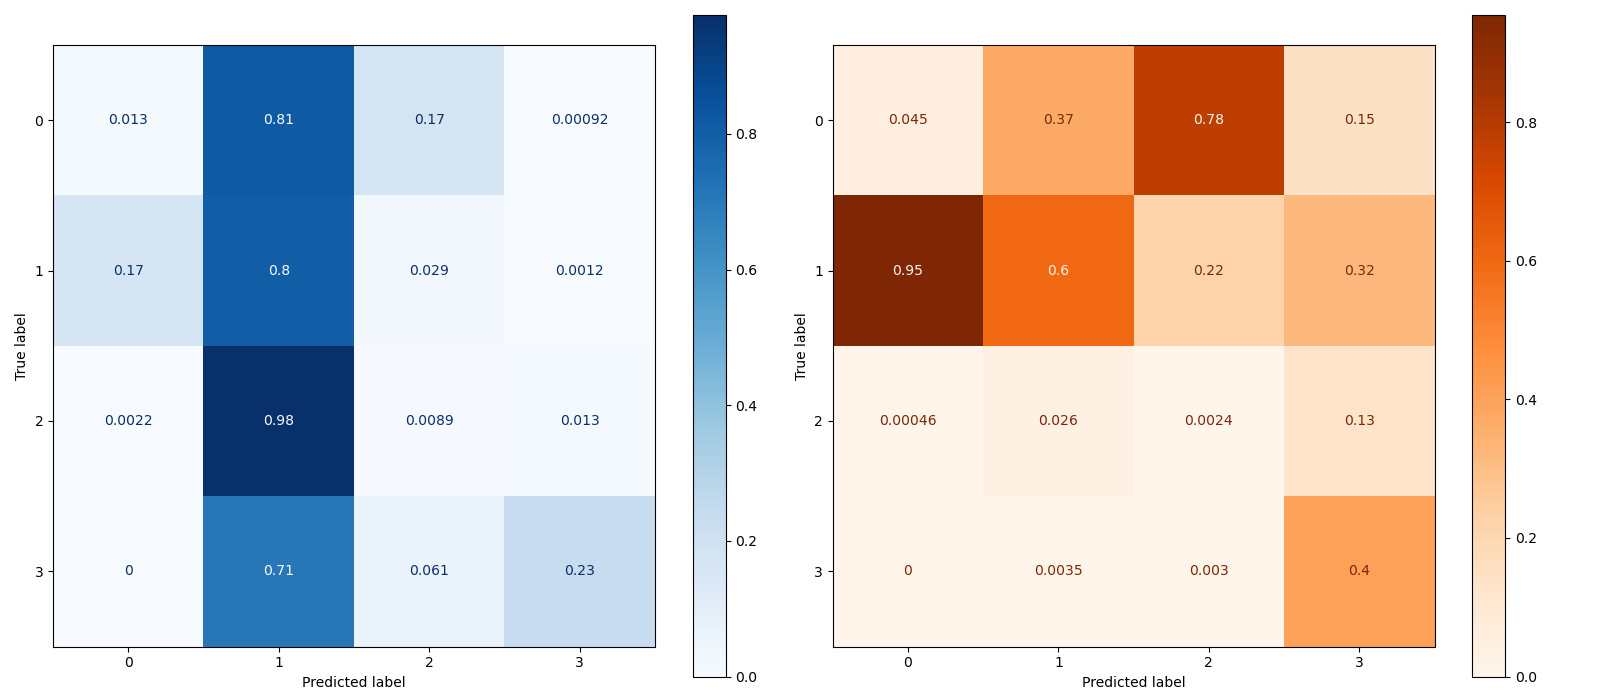 0 0.013 0.81 0.17 0.00092
1 0.17 0.8 0.029 0.0012
2 0.0022 0.98 0.0089 0.013
3 0 0.71 0.061 0.23
0 1 2 3
Predicted label
True label
0.8
0.6
0.4
0.2
0.0
0 0.045 0.37 0.78 0.15
1 0.95 0.6 0.22 0.32
2 0.00046 0.026 0.0024 0.13
3 0 0.0035 0.003 0.4
0 1 2 3
Predicted label
True label
0.8
0.6
0.4
0.2
0.0